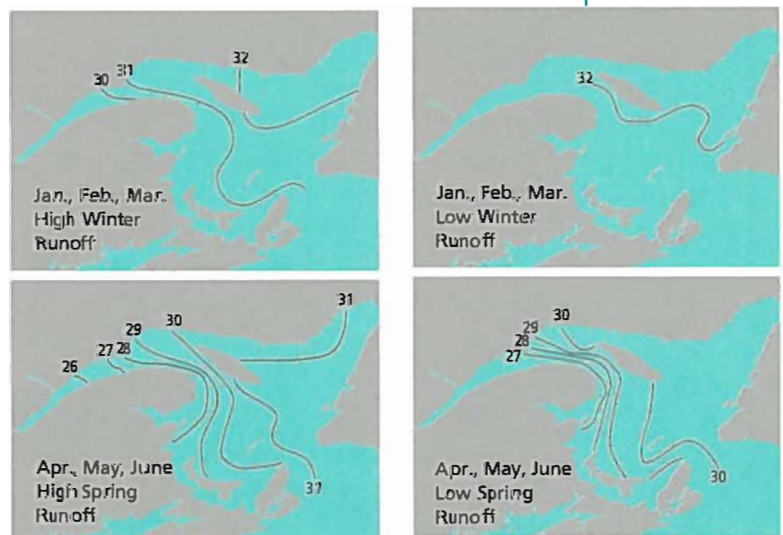 30
31
32
Jan., Feb., Mar.
High Winter
Runoff
32
Jan., Feb., Mar.
Low Winter
Runoff
26
27
28
29
30
31
Apr., May, June
High Spring
Runoff
31
27
28
29
30
Apr., May, June
Low Spring
Runoff
30